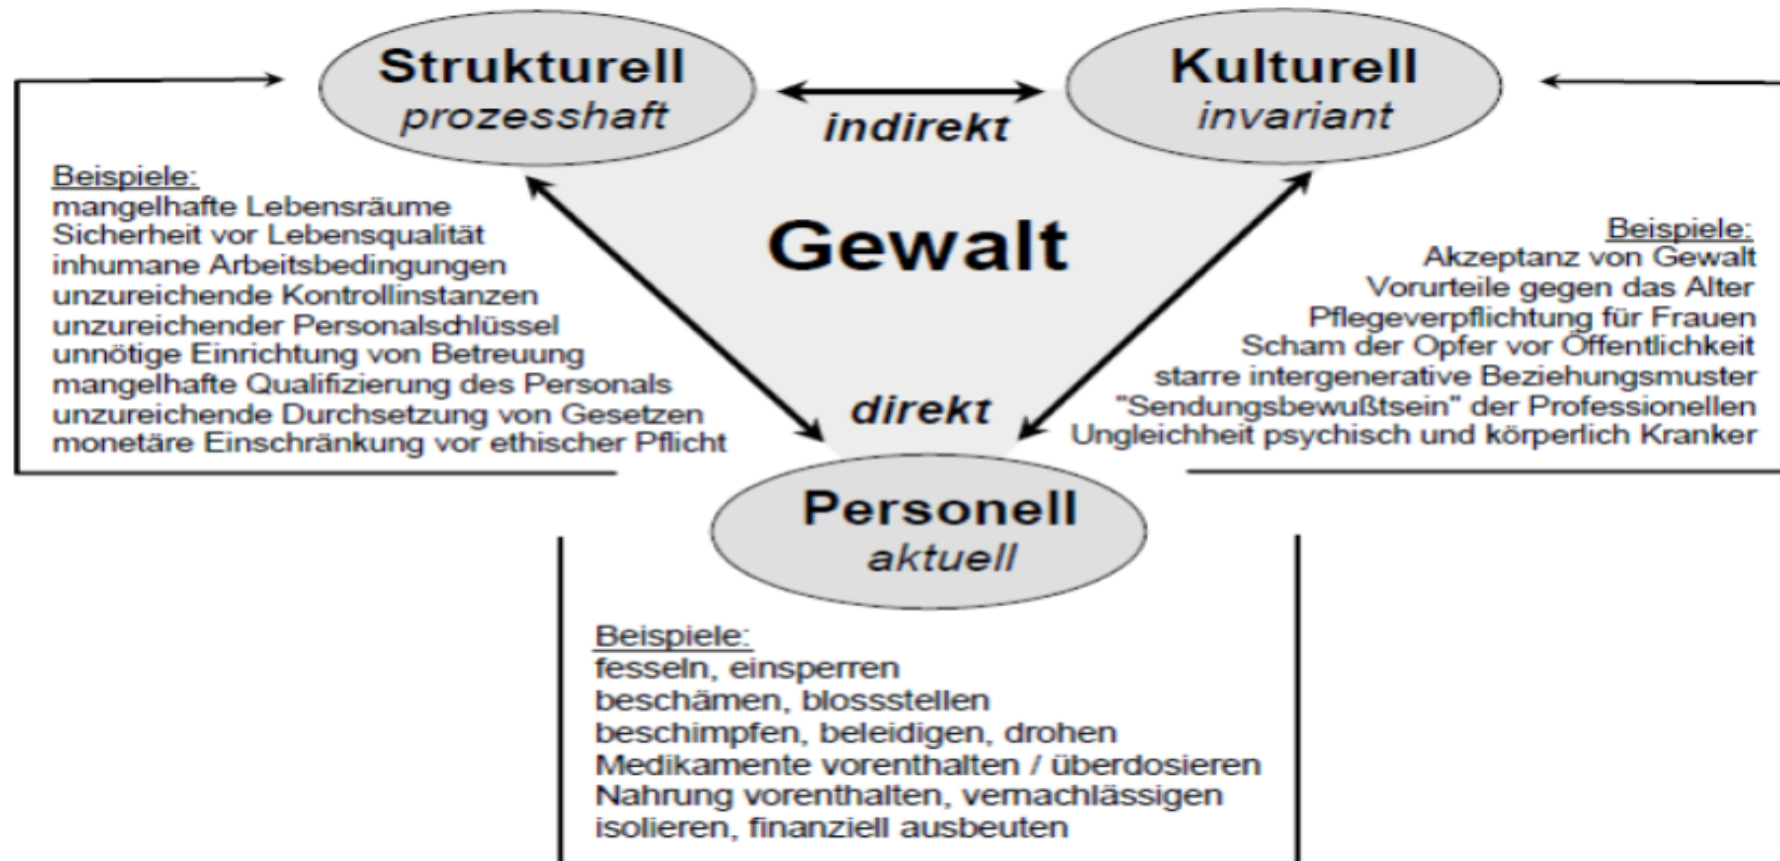 Strukturell
prozesshaft
Kulturell
invariant
indirekt
Gewalt
direkt
Beispiele:
mangelhafte Lebensräume
Sicherheit vor Lebensqualität
inhumane Arbeitsbedingungen
unzureichende Kontrollinstanzen
unzureichender Personalschlüssel
unnötige Einrichtung von Betreuung
mangelhafte Qualifizierung des Personals
unzureichende Durchsetzung von Gesetzen
monetäre Einschränkung vor ethischer Pflicht
Beispiele:
Akzeptanz von Gewalt
Vorurteile gegen das Alter
Pflegeverpflichtung für Frauen
Scham der Opfer vor Öffentlichkeit
starre intergenerative Beziehungsmuster
"Sendungsbewußtsein" der Professionellen
Ungleichheit psychisch und körperlich Kranker
Personell
aktuell
Beispiele:
fesseln, einsperren
beschämen, blossstellen
beschimpfen, beleidigen, drohen
Medikamente vorenthalten / überdosieren
Nahrung vorenthalten, vernachlässigen
isolieren, finanziell ausbeuten